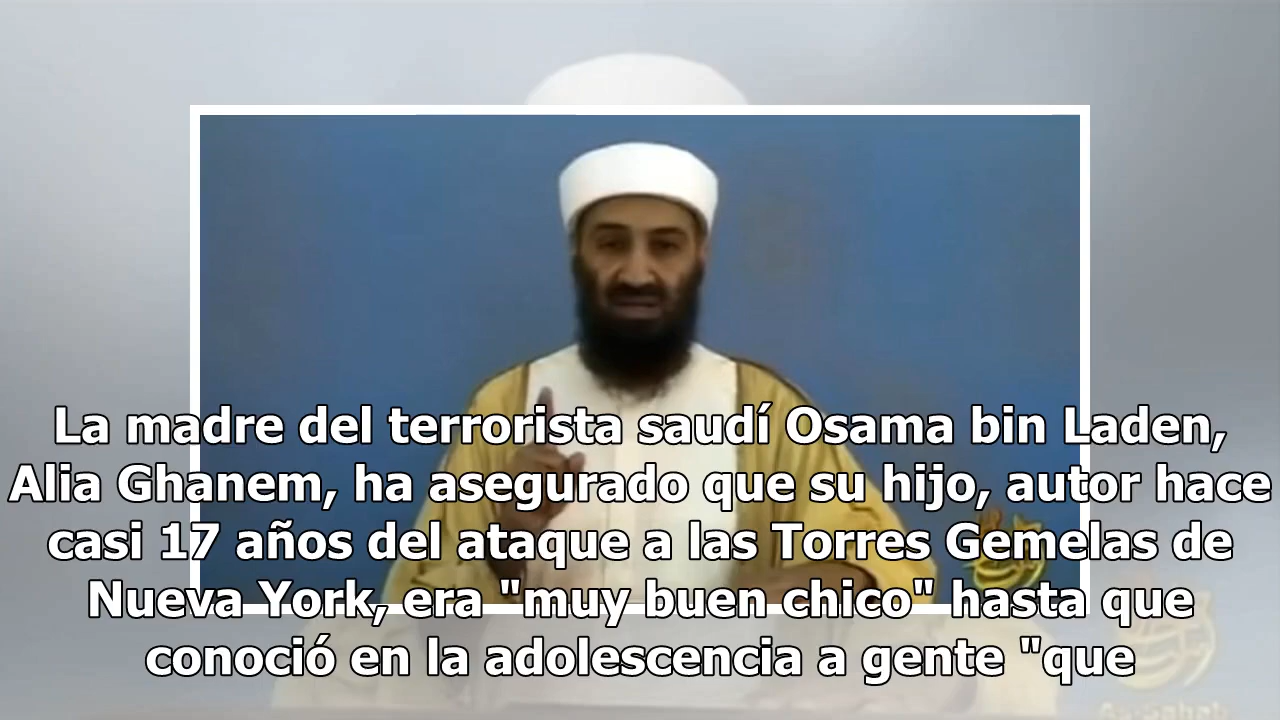 La madre del terrorista saudí Osama bin Laden,
Alia Ghanem, ha asegurado que su hijo, autor hace
casi 17 años del ataque a las Torres Gemelas de
Nueva York, era "muy buen chico" hasta que
conoció en la adolescencia a gente "que